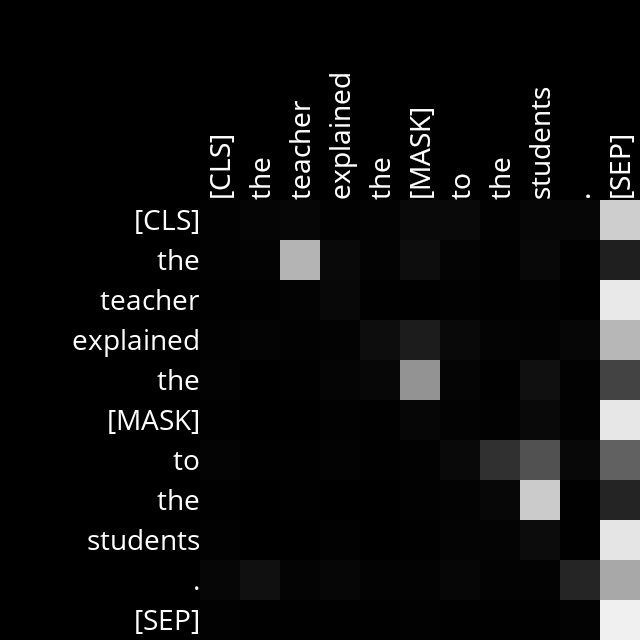 [CLS] the teacher explained the [MASK] to the students . [SEP]
[CLS]
the
teacher
explained
the
[MASK]
to
the
students
.
[SEP]